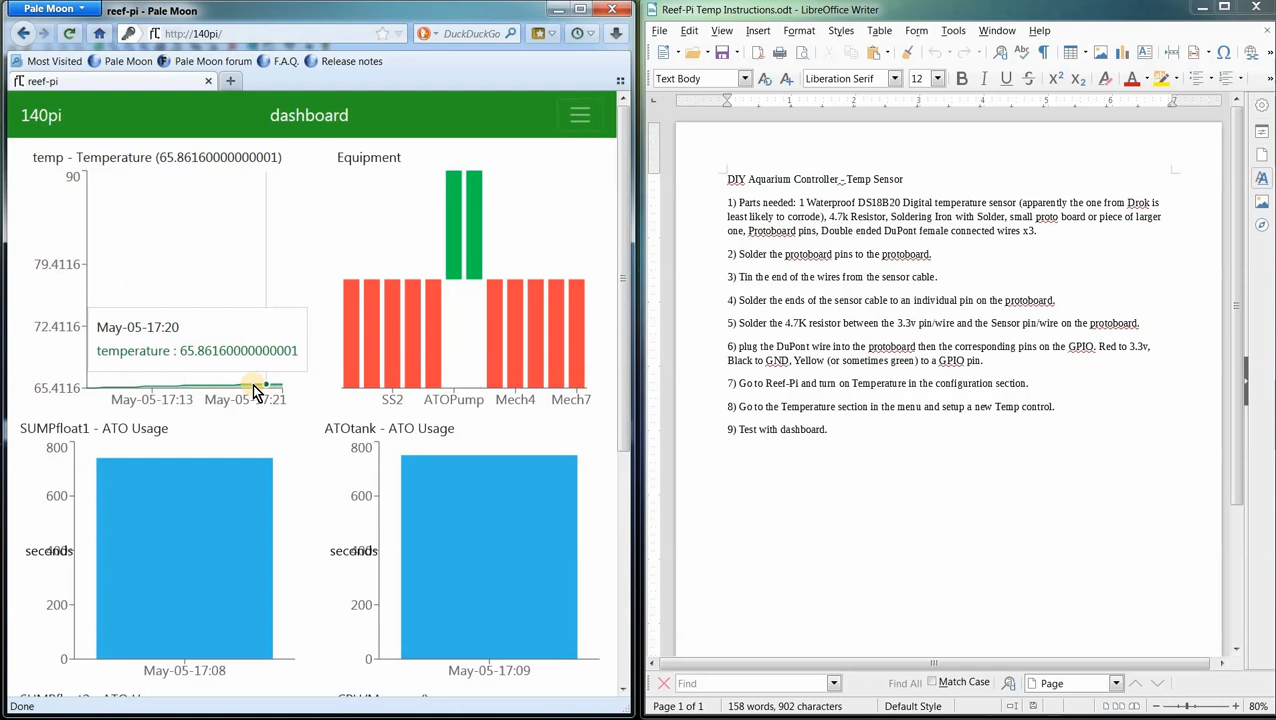 Pale Moon
reef-pi - Pale Moon
http://140pi/
DuckDuckGo
Most Visited
Pale Moon
Pale Moon forum
F.A.Q.
Release notes
reef-pi
140pi
dashboard
temp - Temperature (65.86160000000001)
90
79.4116
72.4116
65.4116
May-05-17:20
temperature : 65.86160000000001
May-05-17:13
May-05-17:21
Equipment
SS2
ATOPump
Mech4
Mech7
SUMPfloat1 - ATO Usage
800
600
400
seconds
200
0
May-05-17:08
ATOtank - ATO Usage
800
600
400
seconds
200
0
May-05-17:09
Done
Reef-Pi Temp Instructions.odt - LibreOffice Writer
File Edit View Insert Format Styles Table Form Tools Window Help
Text Body
Liberation Serif
12
1 2 3 4 5 6 7
DIY Aquarium Controller - Temp Sensor
1) Parts needed: 1 Waterproof DS18B20 Digital temperature sensor (apparently the one from Drok is
least likely to corrode), 4.7k Resistor, Soldering Iron with Solder, small proto board or piece of larger
one, Protoboard pins, Double ended DuPont female connected wires x3.
2) Solder the protoboard pins to the protoboard.
3) Tin the end of the wires from the sensor cable.
4) Solder the ends of the sensor cable to an individual pin on the protoboard.
5) Solder the 4.7K resistor between the 3.3v pin/wire and the Sensor pin/wire on the protoboard.
6) plug the DuPont wire into the protoboard then the corresponding pins on the GPIO. Red to 3.3v,
Black to GND, Yellow (or sometimes green) to a GPIO pin.
7) Go to Reef-Pi and turn on Temperature in the configuration section.
8) Go to the Temperature section in the menu and setup a new Temp control.
9) Test with dashboard.
Find
Find All
Match Case
Page
Page 1 of 1
158 words, 902 characters
Default Style
80%